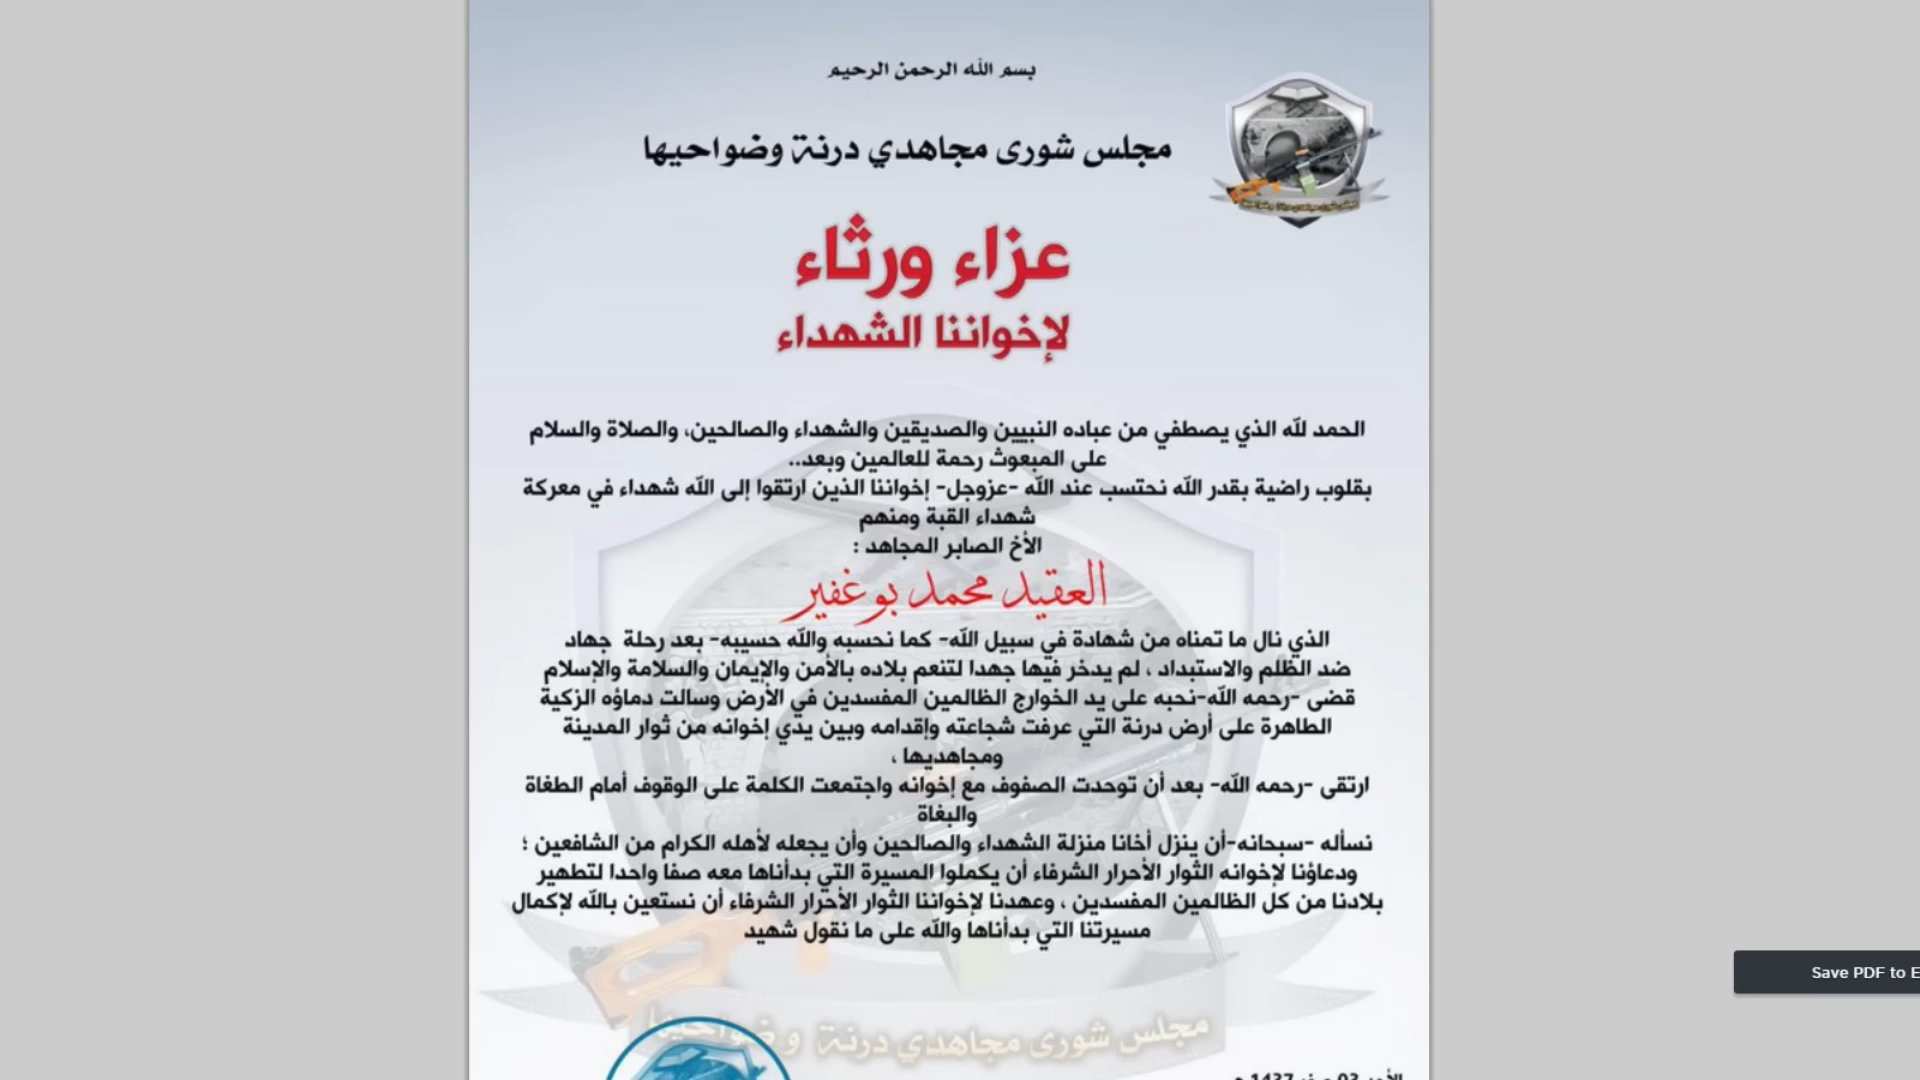 بسم الله الرحمن الرحيم
مجلس شورى مجاهدي درنة وضواحيها
عزاء ورثاء
لإخواننا الشهداء
الحمد لله الذي يصطفي من عباده النبيين والصديقين والشهداء والصالحين، والصلاة والسلام
على المبعوث رحمة للعالمين وبعد..
بقلوب راضية بقدر الله نحتسب عند الله -عزوجل- إخواننا الذين ارتقوا إلى الله شهداء في معركة
شهداء القبة ومنهم
الأخ الصابر المجاهد :
العقيد محمد بوغفير
الذي نال ما تمناه من شهادة في سبيل الله- كما نحسبه والله حسيبه- بعد رحلة جهاد
ضد الظلم والاستبداد ، لم يدخر فيها جهدا لتنعم بلاده بالأمن والإيمان والسلامة والإسلام
قضى -رحمه الله-نحبه على يد الخوارج الظالمين المفسدين في الأرض وسالت دماؤه الزكية
الطاهرة على أرض درنة التي عرفت شجاعته وإقدامه وبين يدي إخوانه من ثوار المدينة
ومجاهديها ،
ارتقى -رحمه الله- بعد أن توحدت الصفوف مع إخوانه واجتمعت الكلمة على الوقوف أمام الطغاة
والبغاة
نسأله -سبحانه-أن ينزل أخانا منزلة الشهداء والصالحين وأن يجعله لأهله الكرام من الشافعين ؛
ودعاؤنا لإخوانه الثوار الأحرار الشرفاء أن يكملوا المسيرة التي بدأناها معه صفا واحدا لتطهير
بلادنا من كل الظالمين المفسدين ، وعهدنا لإخواننا الثوار الأحرار الشرفاء أن نستعين بالله لإكمال
مسيرتنا التي بدأناها والله على ما نقول شهيد
مجلس شورى مجاهدي درنة وضواحيها
Save PDF to E